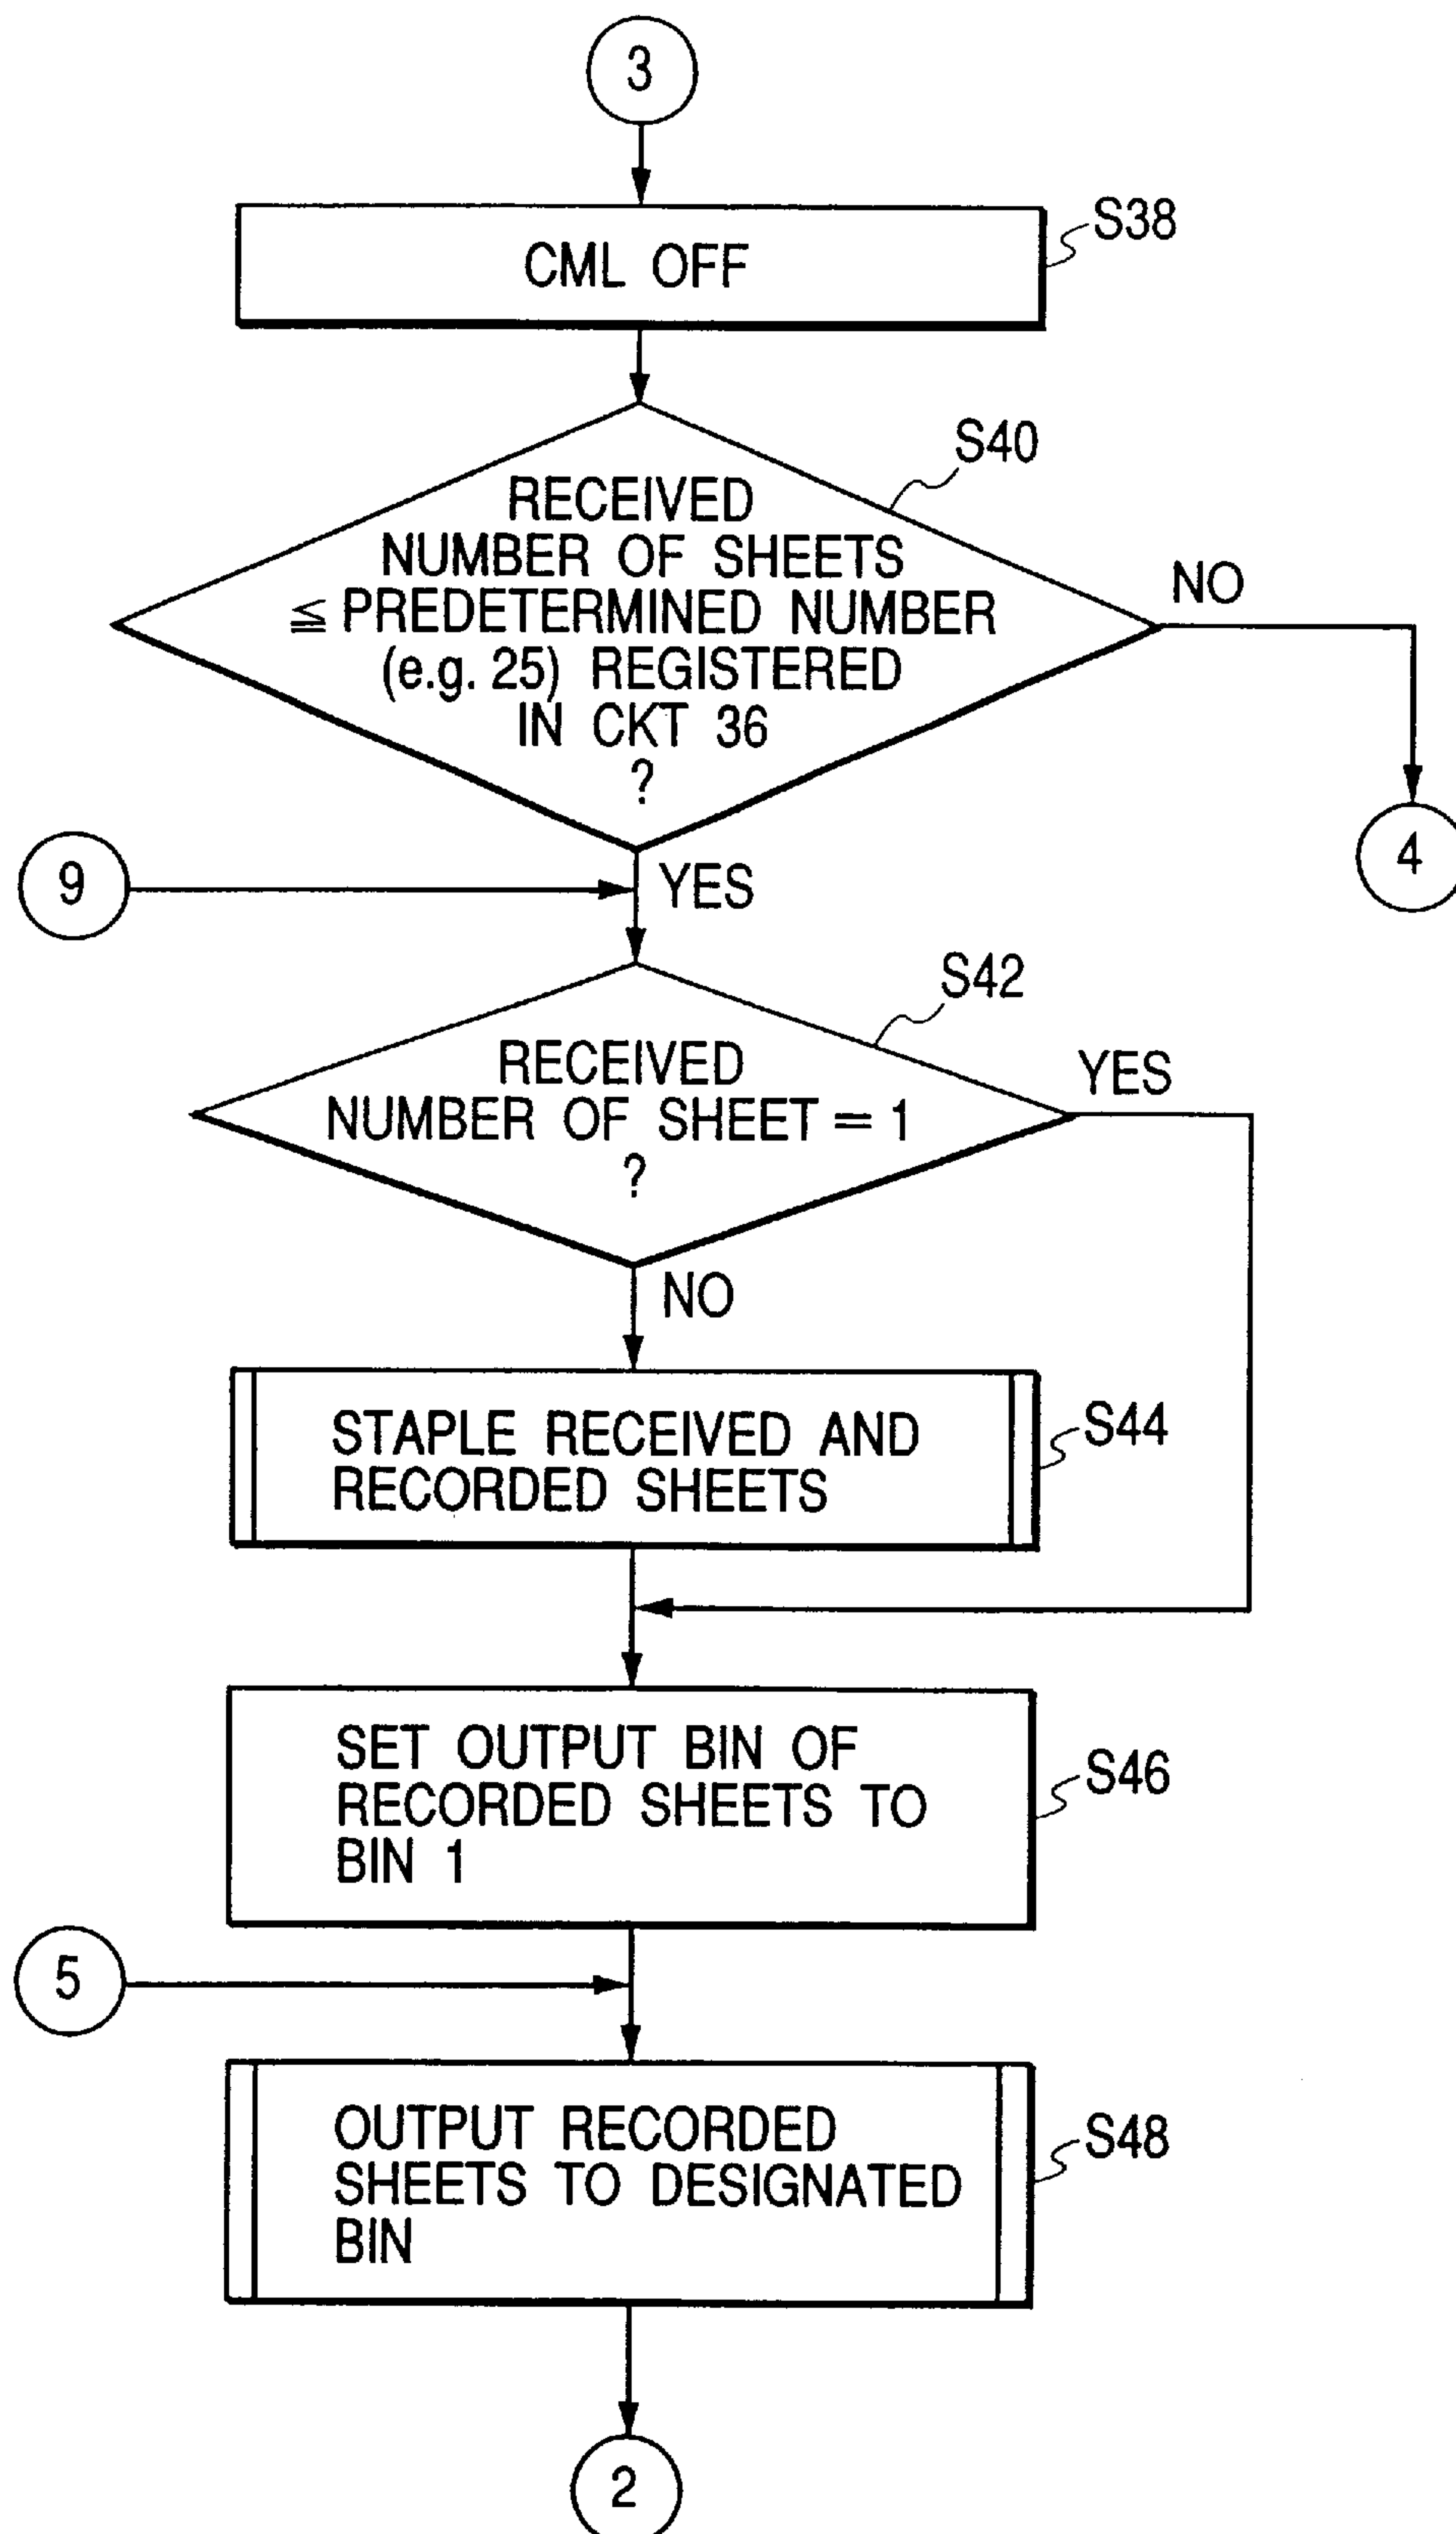 3
CML OFF
S38
S40
RECEIVED
NUMBER OF SHEETS
≦ PREDETERMINED NUMBER
(e.g. 25) REGISTERED
IN CKT 36
?
NO
4
9
YES
S42
RECEIVED
NUMBER OF SHEET = 1
?
YES
NO
STAPLE RECEIVED AND
RECORDED SHEETS
S44
SET OUTPUT BIN OF
RECORDED SHEETS TO
BIN 1
S46
5
OUTPUT RECORDED
SHEETS TO DESIGNATED
BIN
S48
2